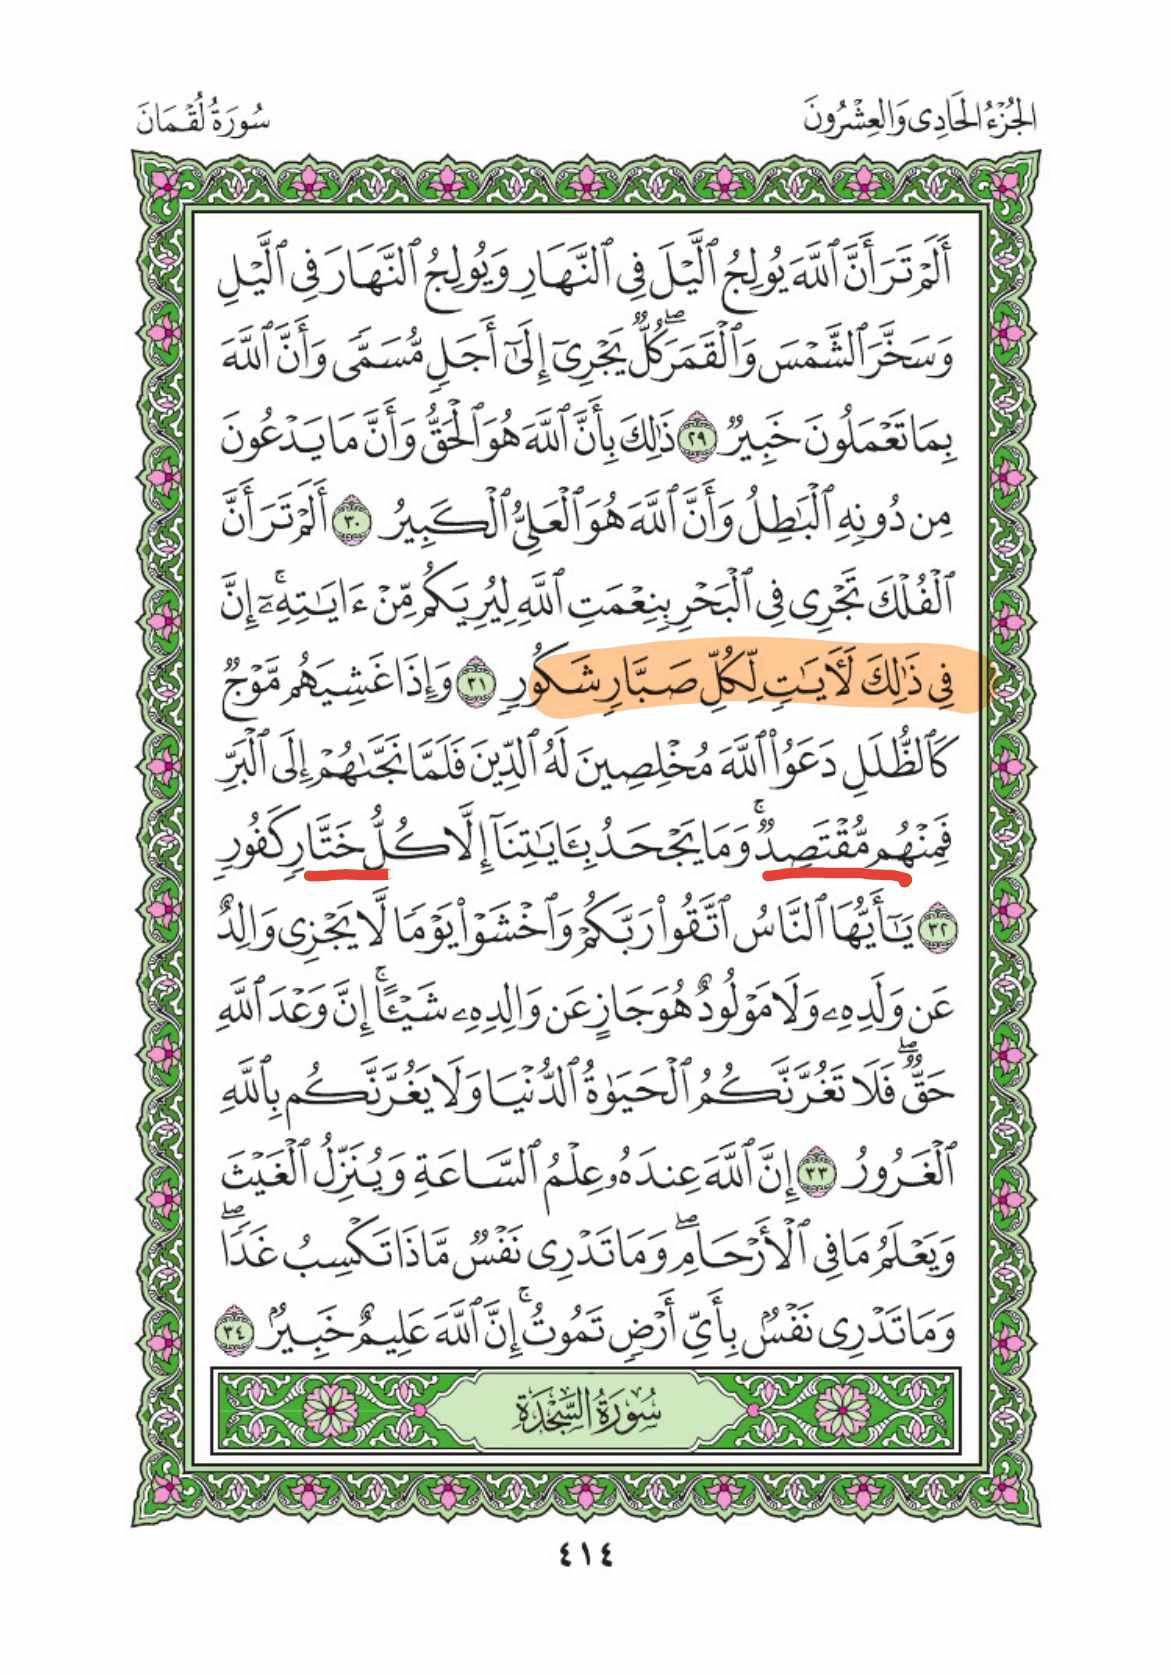 الجُزْءُ الحَادِى وَالعِشْرُونَ
سُورَةُ لُقْمَانَ
أَلَمْ تَرَ أَنَّ ٱللَّهَ يُولِجُ ٱلَّيْلَ فِى ٱلنَّهَارِ وَيُولِجُ ٱلنَّهَارَ فِى ٱلَّيْلِ
وَسَخَّرَ ٱلشَّمْسَ وَٱلْقَمَرَۖ كُلٌّ يَجْرِىٓ إِلَىٰٓ أَجَلٍ مُّسَمًّى وَأَنَّ ٱللَّهَ
بِمَا تَعْمَلُونَ خَبِيرٌ ٢٩ ذَٰلِكَ بِأَنَّ ٱللَّهَ هُوَ ٱلْحَقُّ وَأَنَّ مَا يَدْعُونَ
مِن دُونِهِ ٱلْبَٰطِلُ وَأَنَّ ٱللَّهَ هُوَ ٱلْعَلِىُّ ٱلْكَبِيرُ ٣٠ أَلَمْ تَرَ أَنَّ
ٱلْفُلْكَ تَجْرِى فِى ٱلْبَحْرِ بِنِعْمَتِ ٱللَّهِ لِيُرِيَكُم مِّنْ ءَايَٰتِهِۦٓۚ إِنَّ
فِى ذَٰلِكَ لَأٓيَٰتٍ لِّكُلِّ صَبَّارٍ شَكُورٍ ٣١ وَإِذَا غَشِيَهُم مَّوْجٌ
كَٱلظُّلَلِ دَعَوُا۟ ٱللَّهَ مُخْلِصِينَ لَهُ ٱلدِّينَ فَلَمَّا نَجَّىٰهُمْ إِلَى ٱلْبَرِّ
فَمِنْهُم مُّقْتَصِدٌۚ وَمَا يَجْحَدُ بِـَٔايَٰتِنَآ إِلَّا كُلُّ خَتَّارٍ كَفُورٍ
٣٢ يَٰٓأَيُّهَا ٱلنَّاسُ ٱتَّقُوا۟ رَبَّكُمْ وَٱخْشَوْا۟ يَوْمًا لَّا يَجْزِى وَالِدٌ
عَن وَلَدِهِۦ وَلَا مَوْلُودٌ هُوَ جَازٍ عَن وَالِدِهِۦ شَيْـًٔاۚ إِنَّ وَعْدَ ٱللَّهِ
حَقٌّۖ فَلَا تَغُرَّنَّكُمُ ٱلْحَيَوٰةُ ٱلدُّنْيَا وَلَا يَغُرَّنَّكُم بِٱللَّهِ
ٱلْغَرُورُ ٣٣ إِنَّ ٱللَّهَ عِندَهُۥ عِلْمُ ٱلسَّاعَةِ وَيُنَزِّلُ ٱلْغَيْثَ
وَيَعْلَمُ مَا فِى ٱلْأَرْحَامِۖ وَمَا تَدْرِى نَفْسٌ مَّاذَا تَكْسِبُ غَدًاۖ
وَمَا تَدْرِى نَفْسٌۢ بِأَىِّ أَرْضٍ تَمُوتُۚ إِنَّ ٱللَّهَ عَلِيمٌ خَبِيرٌۢ ٣٤
سُورَةُ السَّجْدَةِ
٤١٤